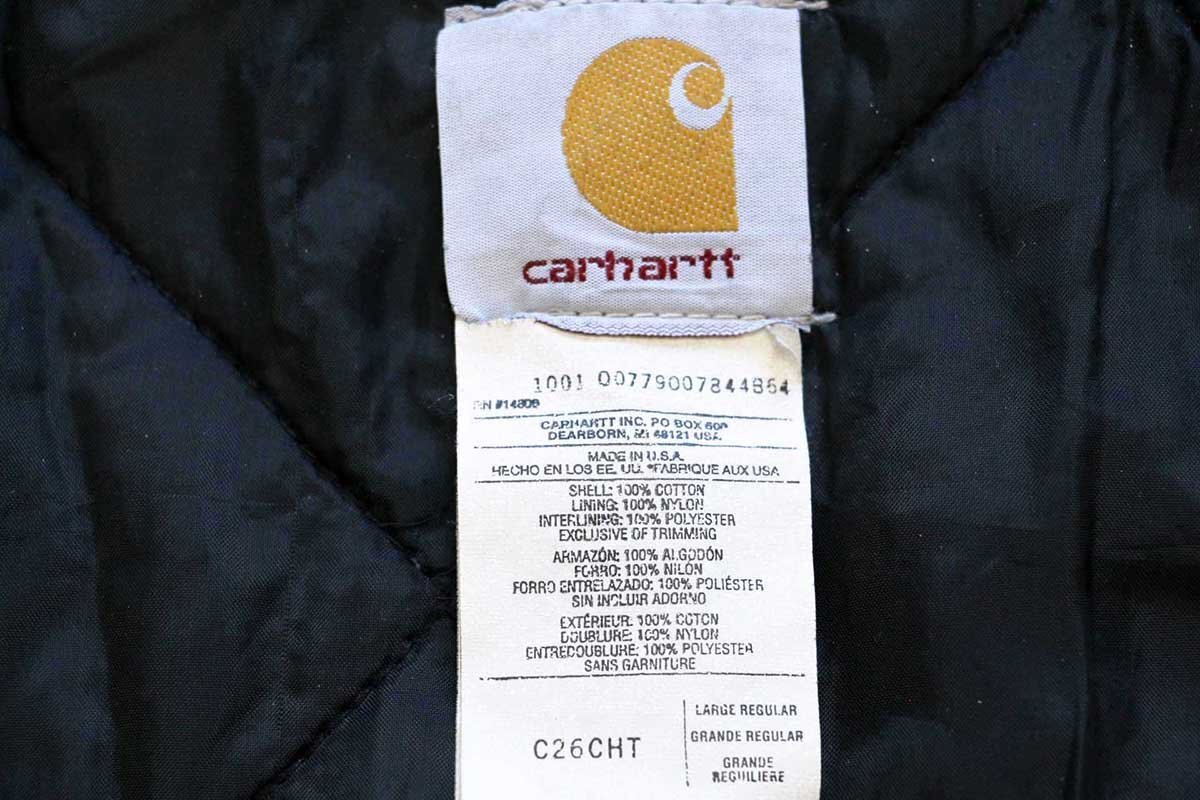 carhartt
1001 00779007844864
RN #14806
CARHARTT INC. PO BOX 600
DEARBORN, MI 48121 USA.
MADE IN U.S.A.
HECHO EN LOS EE. UU. *FABRIQUE AUX USA
SHELL: 100% COTTON
LINING: 100% NYLON
INTERLINING: 100% POLYESTER
EXCLUSIVE OF TRIMMING
ARMAZÓN: 100% ALGODÓN
FORRO: 100% NILÓN
FORRO ENTRELAZADO: 100% POLIÉSTER
SIN INCLUIR ADORNO
EXTÉRIEUR: 100% COTON
DOUBLURE: 100% NYLON
ENTREDOUBLURE: 100% POLYESTER
SANS GARNITURE
C26CHT
LARGE REGULAR
GRANDE REGULAR
GRANDE
REGUILIERE